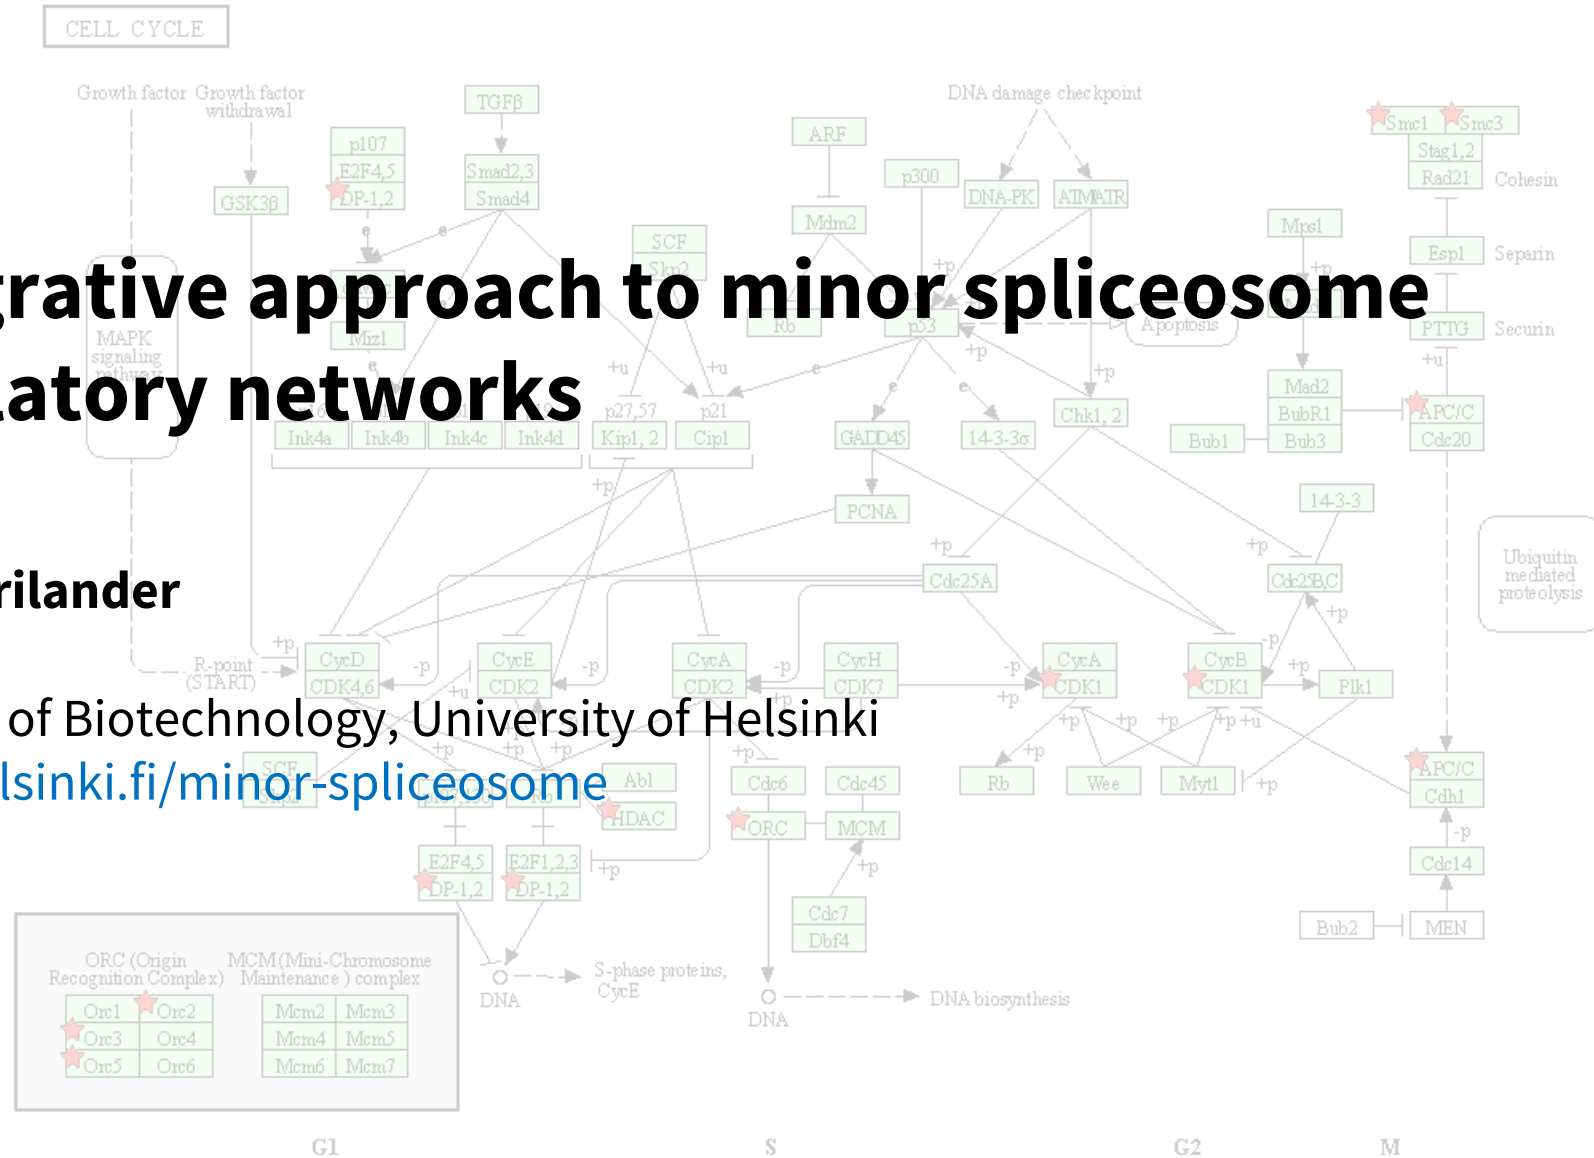 CELL CYCLE
Growth factor
Growth factor
withdrawal
TGFβ
DNA damage checkpoint
p107
E2F4,5
DP-1,2
Smad2,3
Smad4
GSK3β
ARF
p300
DNA-PK
ATMATR
Mdm2
Smc1
Smc3
Stag1,2
Rad21
Cohesin
Mps1
SCF
Skp2
e
e
+p
+p
Esp1
Separin
grative approach to minor spliceosome
Rb
p53
Apoptosis
PTTG
Securin
MAPK
signaling
pathway
Miz1
e
+u
+u
e
e
e
+p
+p
+u
latory networks
p27,57
p21
Ink4a
Ink4b
Ink4c
Ink4d
Kip1, 2
Cip1
GADD45
14-3-3σ
Chk1, 2
Mad2
BubR1
Bub3
Bub1
APC/C
Cdc20
+p
PCNA
14-3-3
+p
+p
Cdc25A
Cdc25B,C
Ubiquitin
mediated
proteolysis
rilander
+p
+p
-p
R-point
(START)
CycD
CDK4,6
-p
CycE
CDK2
-p
CycA
CDK2
-p
CycH
CDK7
-p
CycA
CDK1
CycB
CDK1
+p
Plk1
+u
+p
+p
of Biotechnology, University of Helsinki
+p
+p
+p
+p
+p
+p
+p
+p
+p
+u
lsinki.fi/minor-spliceosome
SCF
Skp2
Rb
Abl
HDAC
Cdc6
Cdc45
ORC
MCM
Rb
Wee
Myt1
+p
APC/C
Cdh1
-p
E2F4,5
DP-1,2
E2F1,2,3
DP-1,2
+p
+p
Cdc14
Cdc7
Dbf4
Bub2
MEN
ORC (Origin
Recognition Complex)
MCM (Mini-Chromosome
Maintenance ) complex
Orc1
Orc2
Orc3
Orc4
Orc5
Orc6
Mcm2
Mcm3
Mcm4
Mcm5
Mcm6
Mcm7
DNA
S-phase proteins,
CycE
DNA
DNA biosynthesis
G1
S
G2
M